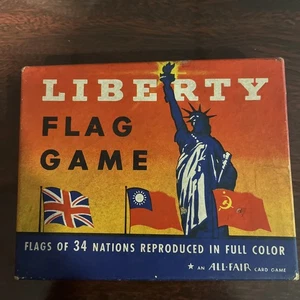 LIBERTY
FLAG
GAME
FLAGS OF 34 NATIONS REPRODUCED IN FULL COLOR
★ AN ALL-FAIR CARD GAME